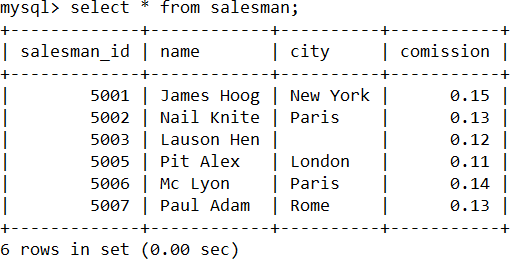 mysql> select * from salesman;
+-------------+------------+----------+-----------+
| salesman_id | name       | city     | comission |
+-------------+------------+----------+-----------+
|        5001 | James Hoog | New York |      0.15 |
|        5002 | Nail Knite | Paris    |      0.13 |
|        5003 | Lauson Hen |          |      0.12 |
|        5005 | Pit Alex   | London   |      0.11 |
|        5006 | Mc Lyon    | Paris    |      0.14 |
|        5007 | Paul Adam  | Rome     |      0.13 |
+-------------+------------+----------+-----------+
6 rows in set (0.00 sec)